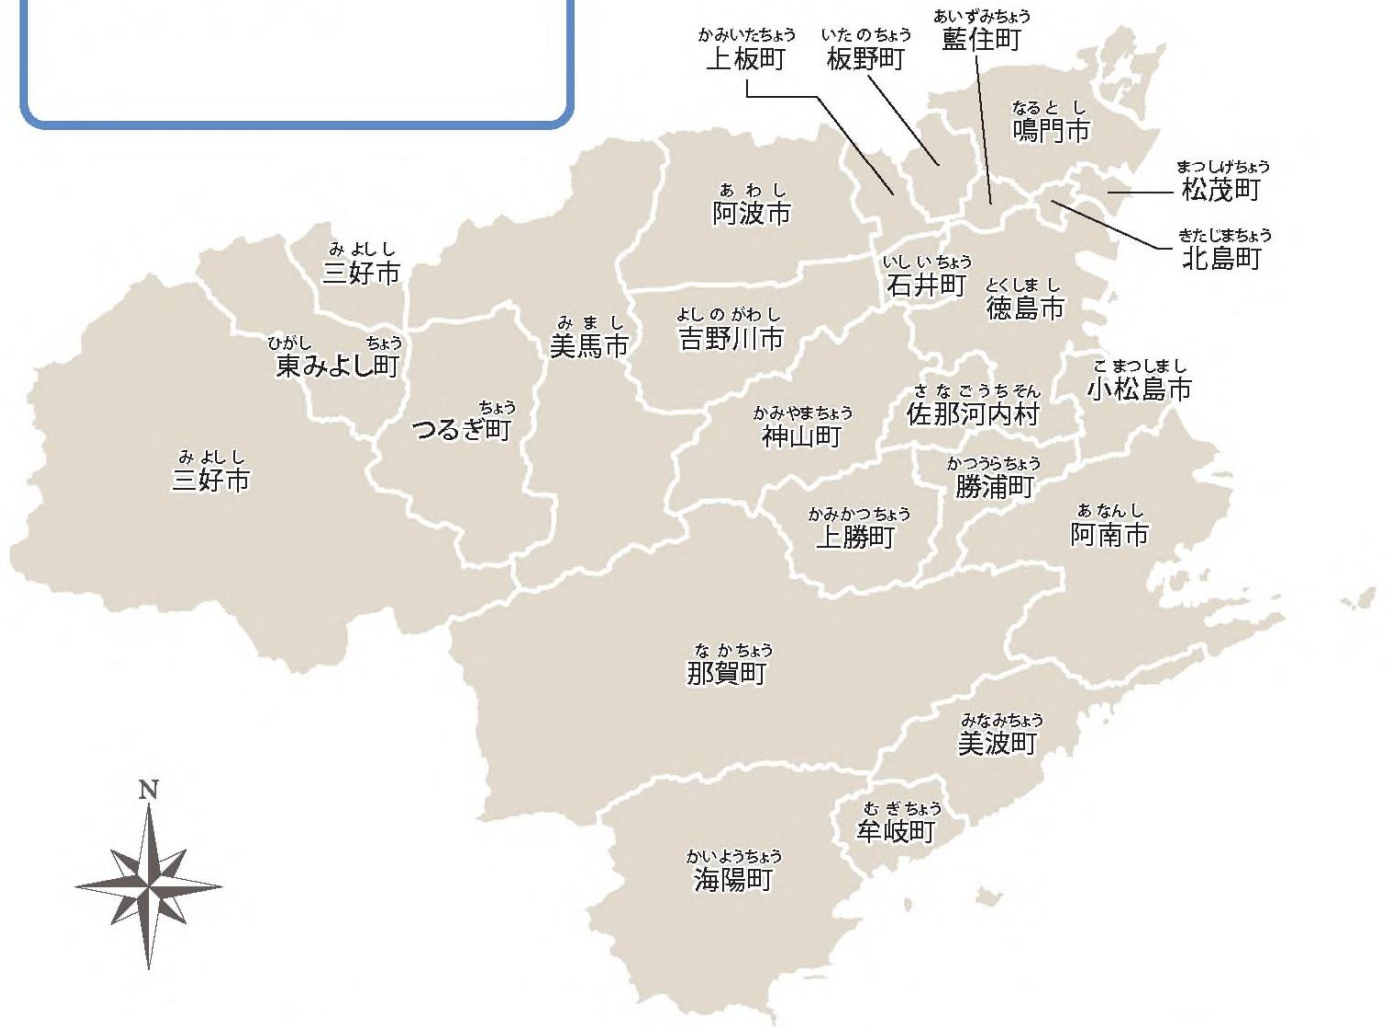 あいずみちょう
藍住町
かみいたちょう
上板町
いたのちょう
板野町
なると し
鳴門市
まつしげちょう
松茂町
きたじまちょう
北島町
あ わ し
阿波市
み よし し
三好市
いし い ちょう
石井町
とくしま し
徳島市
よし の がわ し
吉野川市
み ま し
美馬市
ひがし ちょう
東みよし町
こ まつしま し
小松島市
さ な ご うち そん
佐那河内村
ちょう
つるぎ町
かみやまちょう
神山町
み よし し
三好市
かつうらちょう
勝浦町
かみかつちょう
上勝町
あ なん し
阿南市
な か ちょう
那賀町
みなみちょう
美波町
N
む ぎ ちょう
牟岐町
かいようちょう
海陽町